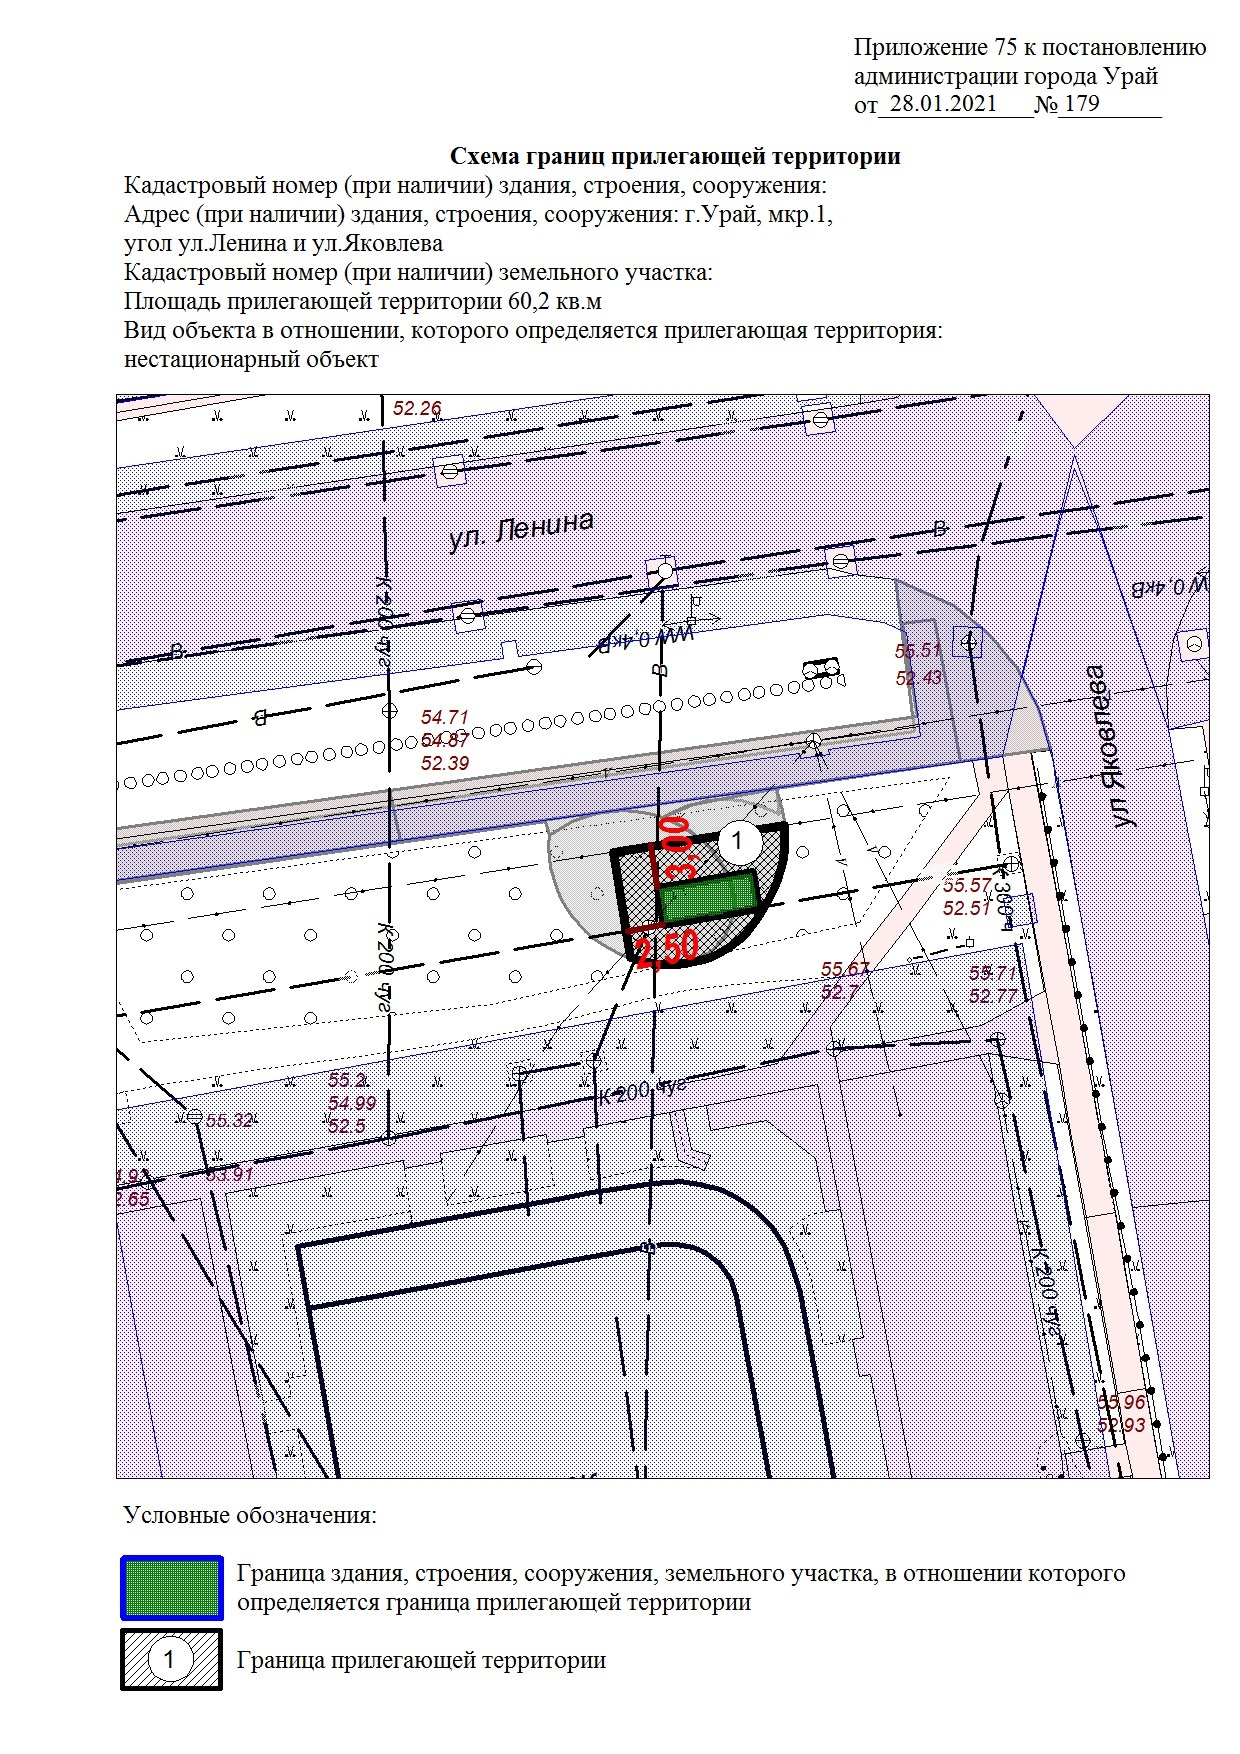 Приложение 75 к постановлению
администрации города Урай
от 28.01.2021 № 179
Схема границ прилегающей территории
Кадастровый номер (при наличии) здания, строения, сооружения:
Адрес (при наличии) здания, строения, сооружения: г.Урай, мкр.1,
угол ул.Ленина и ул.Яковлева
Кадастровый номер (при наличии) земельного участка:
Площадь прилегающей территории 60,2 кв.м
Вид объекта в отношении, которого определяется прилегающая территория:
нестационарный объект
52.26
ул. Ленина
В
W 0,4кВ
К 200 чуг
В
WW 0,4кВ
В
55.51
52.43
ул Яковлева
В
54.71
54.87
52.39
Г
3,00
1
55.57
52.51
К 300 ч
2,50
К 200 чуг
55.67
52.7
55.71
52.77
55.2
54.99
52.5
К 200 чуг
55.32
53.91
2.65
К 200 чуг
В
55.96
52.93
Условные обозначения:
Граница здания, строения, сооружения, земельного участка, в отношении которого
определяется граница прилегающей территории
1
Граница прилегающей территории